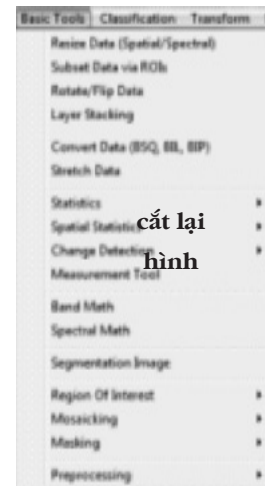 Basic Tools Classification Transform
Resize Data (Spatial/Spectral)
Subset Data via ROIs
Rotate/Flip Data
Layer Stacking
Convert Data (BSQ, BIL, BIP)
Stretch Data
Statistics
Spatial Statistics
cắt lại
Change Detection
hình
Measurement Tool
Band Math
Spectral Math
Segmentation Image
Region Of Interest
Mosaicking
Masking
Preprocessing